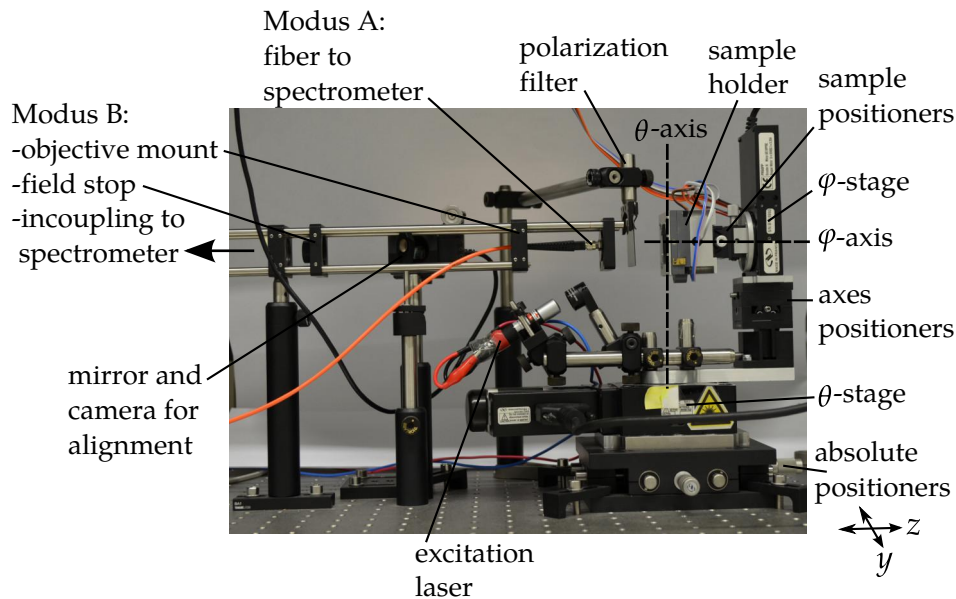 Modus A:
fiber to
spectrometer
polarization
filter
sample
holder
sample
positioners
Modus B:
-objective mount
-field stop
-incoupling to
spectrometer
θ-axis
φ-stage
φ-axis
axes
positioners
mirror and
camera for
alignment
θ-stage
absolute
positioners
z
y
excitation
laser